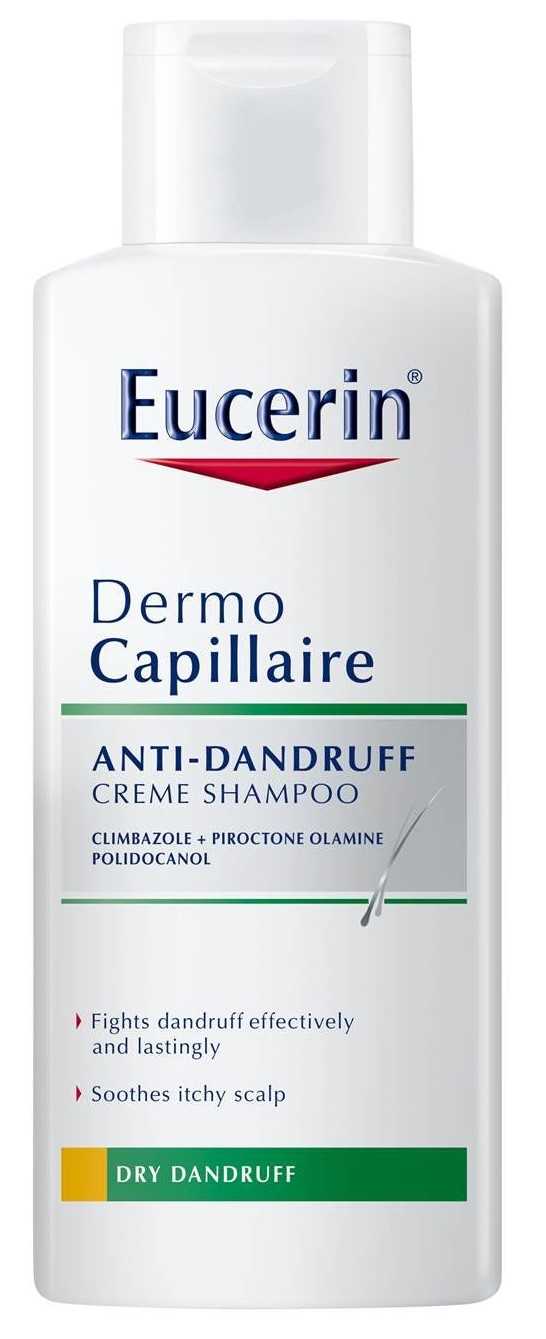 Eucerin®
Dermo
Capillaire
ANTI-DANDRUFF
CREME SHAMPOO
CLIMBAZOLE + PIROCTONE OLAMINE
POLIDOCANOL
Fights dandruff effectively
and lastingly
Soothes itchy scalp
DRY DANDRUFF